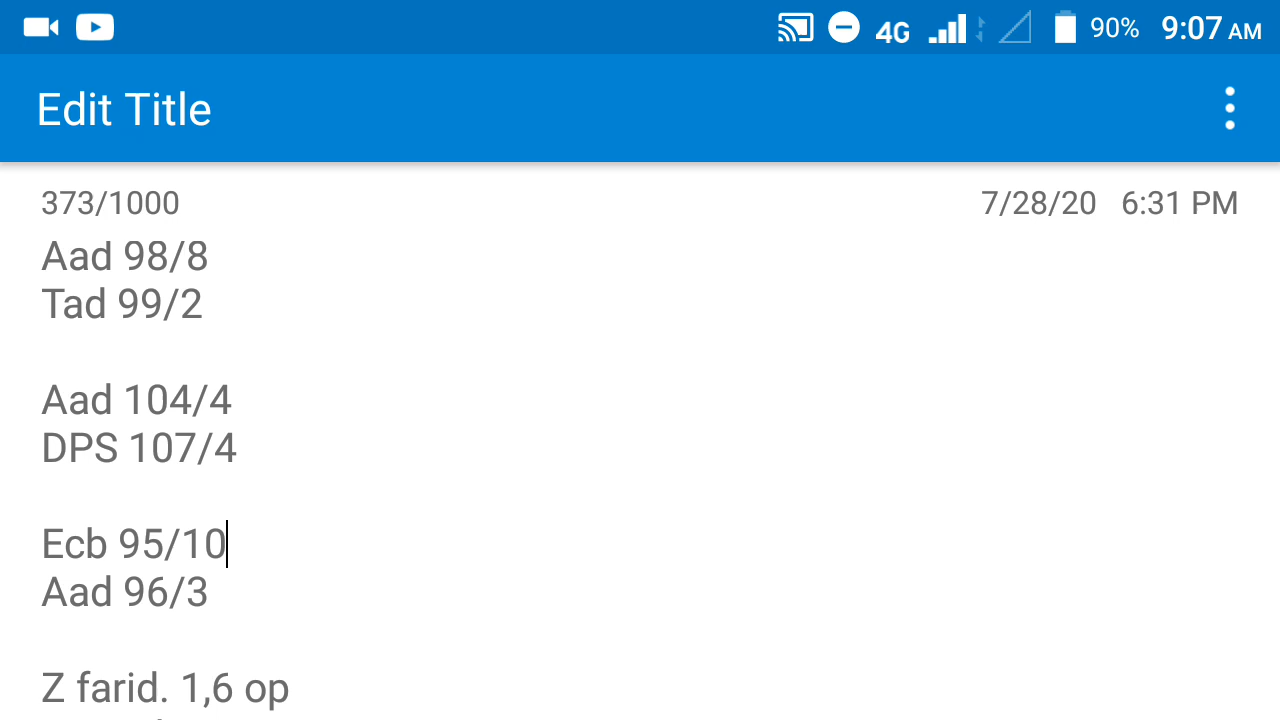 4G 90% 9:07 AM
Edit Title
373/1000 7/28/20 6:31 PM
Aad 98/8
Tad 99/2
Aad 104/4
DPS 107/4
Ecb 95/10
Aad 96/3
Z farid. 1,6 op